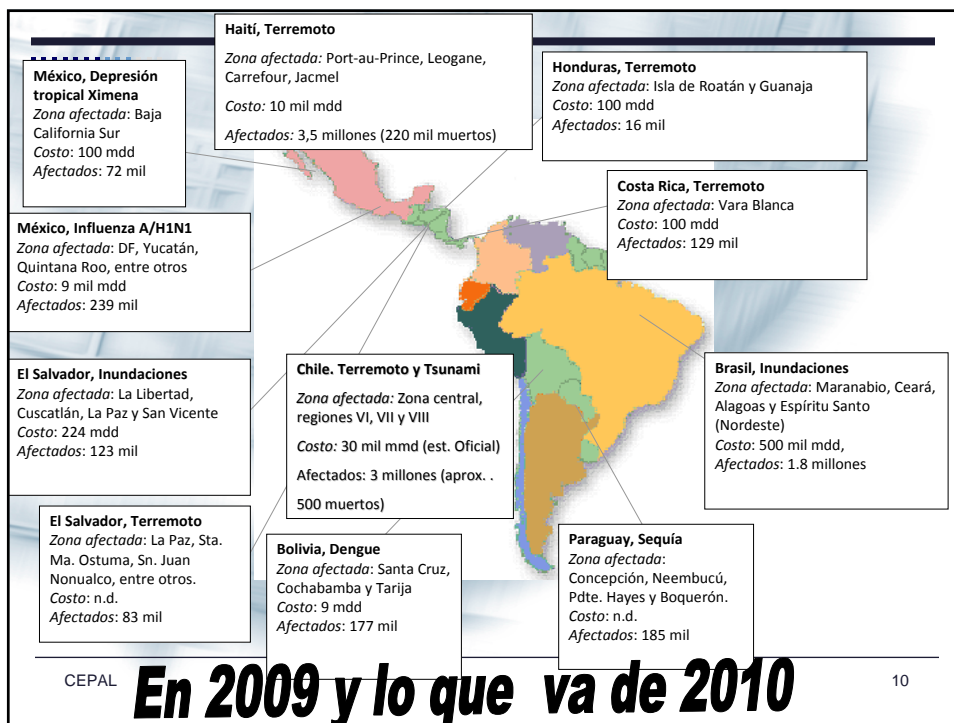 Haití, Terremoto
Zona afectada: Port-au-Prince, Leogane,
Carrefour, Jacmel
Costo: 10 mil mdd
Afectados: 3,5 millones (220 mil muertos)
México, Depresión
tropical Ximena
Zona afectada: Baja
California Sur
Costo: 100 mdd
Afectados: 72 mil
Honduras, Terremoto
Zona afectada: Isla de Roatán y Guanaja
Costo: 100 mdd
Afectados: 16 mil
Costa Rica, Terremoto
Zona afectada: Vara Blanca
Costo: 100 mdd
Afectados: 129 mil
México, Influenza A/H1N1
Zona afectada: DF, Yucatán,
Quintana Roo, entre otros
Costo: 9 mil mdd
Afectados: 239 mil
El Salvador, Inundaciones
Zona afectada: La Libertad,
Cuscatlán, La Paz y San Vicente
Costo: 224 mdd
Afectados: 123 mil
Chile. Terremoto y Tsunami
Zona afectada: Zona central,
regiones VI, VII y VIII
Costo: 30 mil mmd (est. Oficial)
Afectados: 3 millones (aprox. .
500 muertos)
Brasil, Inundaciones
Zona afectada: Maranabio, Ceará,
Alagoas y Espíritu Santo
(Nordeste)
Costo: 500 mil mdd,
Afectados: 1.8 millones
El Salvador, Terremoto
Zona afectada: La Paz, Sta.
Ma. Ostuma, Sn. Juan
Nonualco, entre otros.
Costo: n.d.
Afectados: 83 mil
Bolivia, Dengue
Zona afectada: Santa Cruz,
Cochabamba y Tarija
Costo: 9 mdd
Afectados: 177 mil
Paraguay, Sequía
Zona afectada:
Concepción, Neembucú,
Pdte. Hayes y Boquerón.
Costo: n.d.
Afectados: 185 mil
CEPAL
En 2009 y lo que va de 2010
10